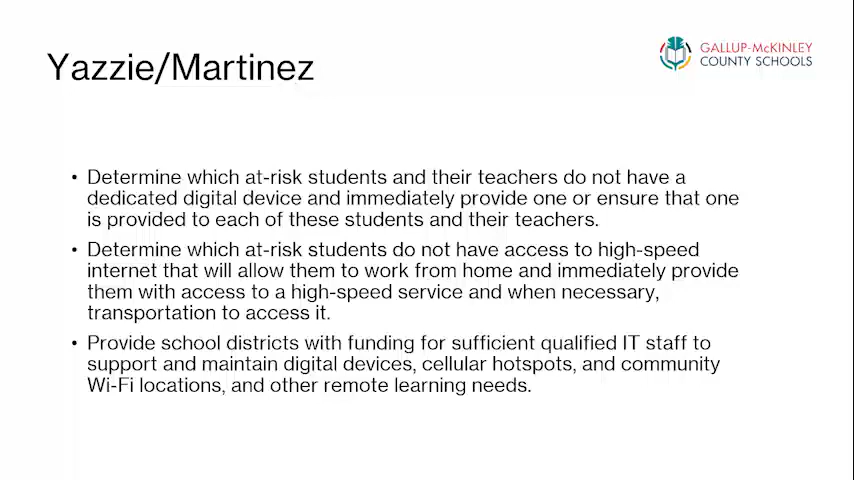 Yazzie/Martinez
GALLUP-McKINLEY
COUNTY SCHOOLS
• Determine which at-risk students and their teachers do not have a
dedicated digital device and immediately provide one or ensure that one
is provided to each of these students and their teachers.
• Determine which at-risk students do not have access to high-speed
internet that will allow them to work from home and immediately provide
them with access to a high-speed service and when necessary,
transportation to access it.
• Provide school districts with funding for sufficient qualified IT staff to
support and maintain digital devices, cellular hotspots, and community
Wi-Fi locations, and other remote learning needs.